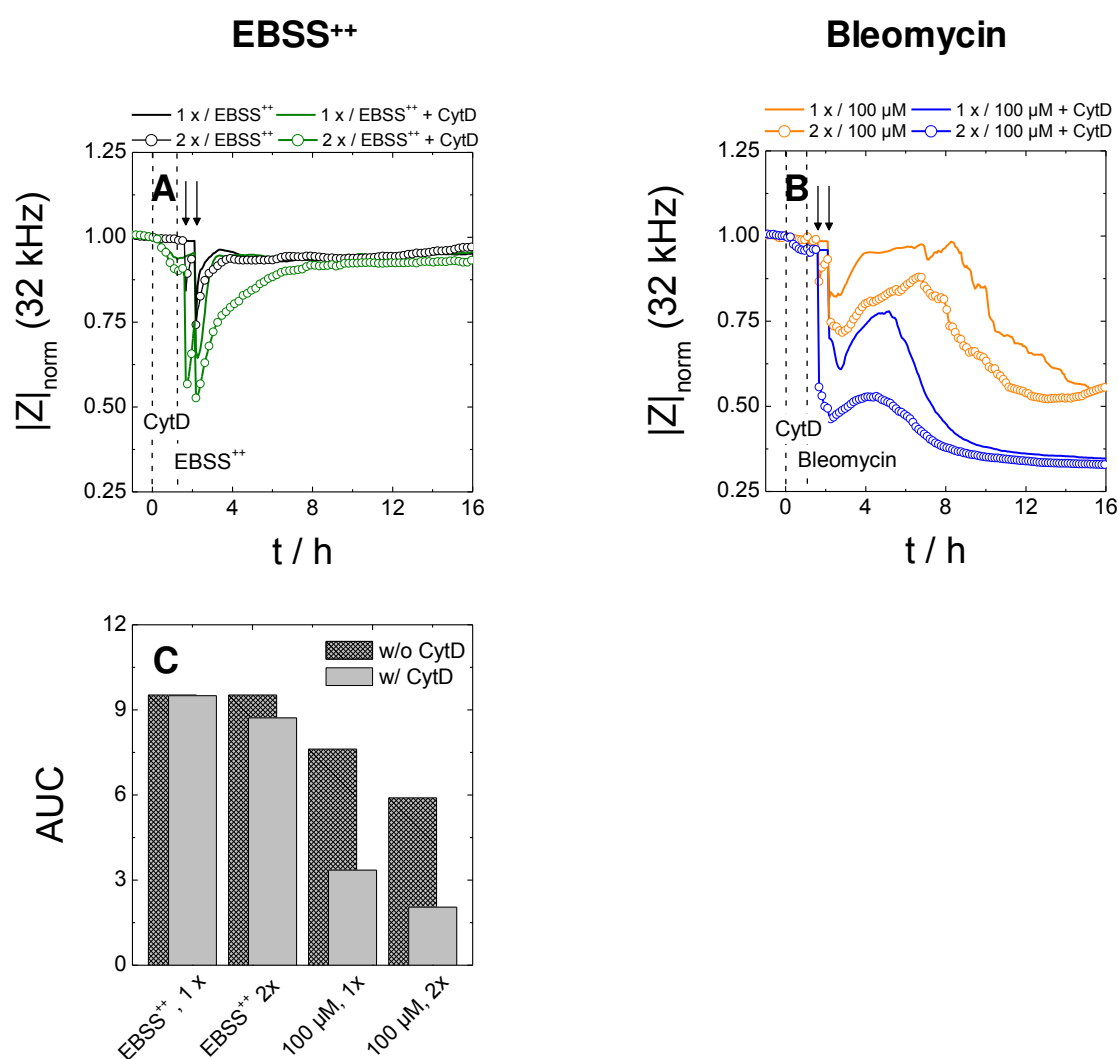 EBSS⁺⁺
Bleomycin
1 x / EBSS⁺⁺ 1 x / EBSS⁺⁺ + CytD
2 x / EBSS⁺⁺ 2 x / EBSS⁺⁺ + CytD
1 x / 100 µM 1 x / 100 µM + CytD
2 x / 100 µM 2 x / 100 µM + CytD
|Z|norm (32 kHz)
1.25
1.00
0.75
0.50
0.25
A
CytD
EBSS⁺⁺
0 4 8 12 16
t / h
|Z|norm (32 kHz)
1.25
1.00
0.75
0.50
0.25
B
CytD
Bleomycin
0 2 4 6 8 10 12 14 16
t / h
AUC
12
9
6
3
0
C
w/o CytD
w/ CytD
EBSS⁺⁺, 1 x
EBSS⁺⁺ 2x
100 µM, 1x
100 µM, 2x